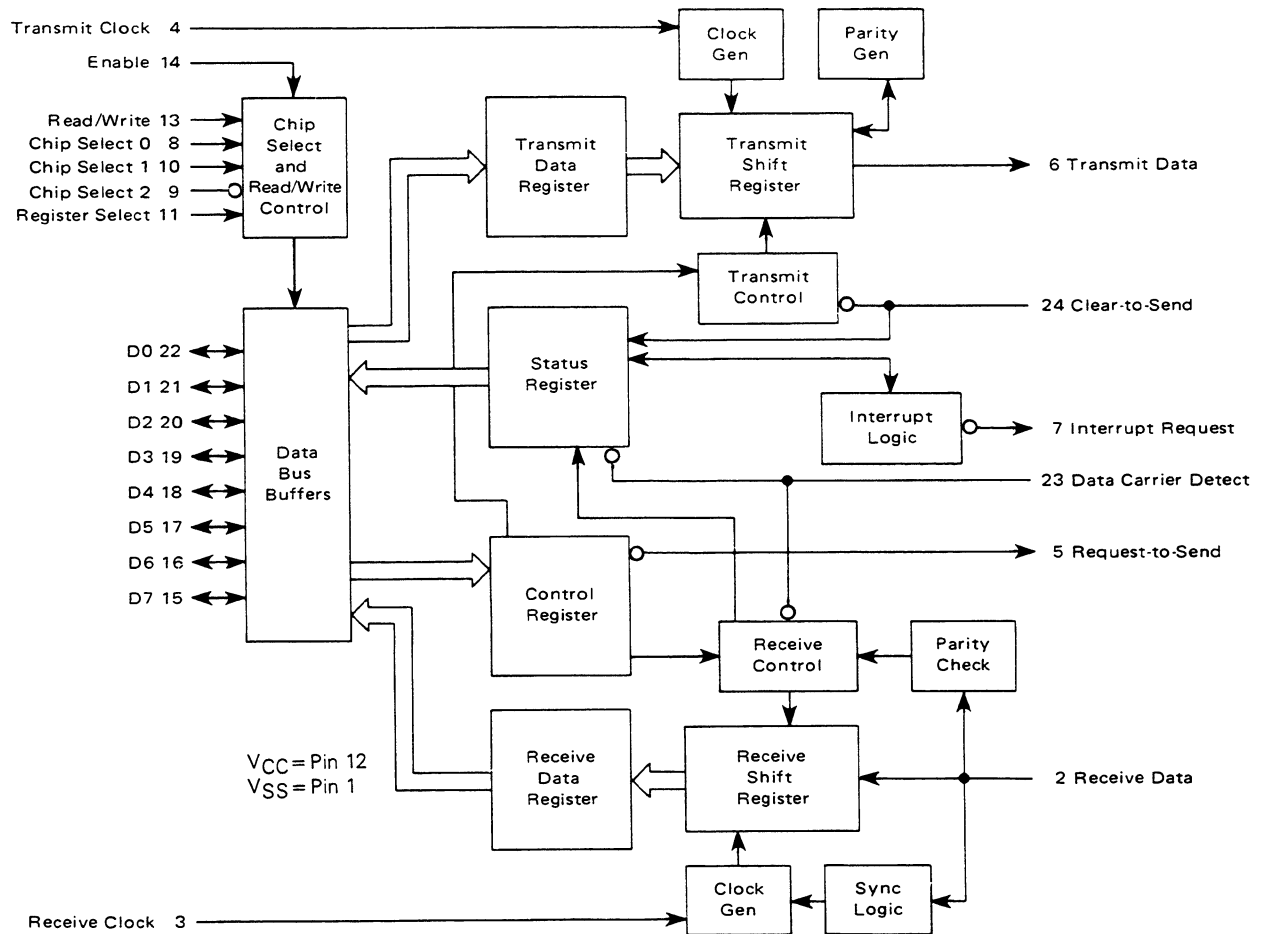 Transmit Clock 4
Clock
Gen
Parity
Gen
Enable 14
Read/Write 13
Chip Select 0 8
Chip Select 1 10
Chip Select 2 9
Register Select 11
Chip
Select
and
Read/Write
Control
Transmit
Data
Register
Transmit
Shift
Register
6 Transmit Data
Transmit
Control
24 Clear-to-Send
D0 22
D1 21
D2 20
D3 19
D4 18
D5 17
D6 16
D7 15
Data
Bus
Buffers
Status
Register
Interrupt
Logic
7 Interrupt Request
23 Data Carrier Detect
5 Request-to-Send
Control
Register
Receive
Control
Parity
Check
VCC = Pin 12
VSS = Pin 1
Receive
Data
Register
Receive
Shift
Register
2 Receive Data
Receive Clock 3
Clock
Gen
Sync
Logic